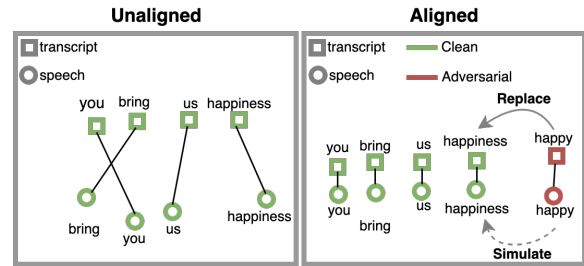 Unaligned
transcript
speech
you bring us happiness
bring you us happiness
Aligned
transcript Clean
speech Adversarial
Replace
you bring us happiness happy
you bring us happiness happy
Simulate